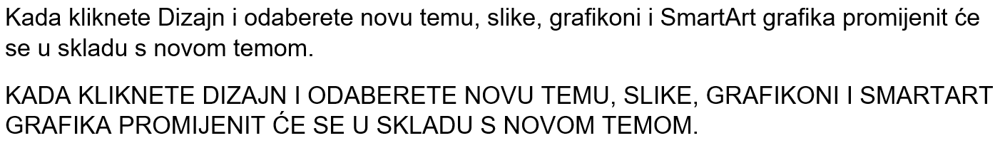 Kada kliknete Dizajn i odaberete novu temu, slike, grafikoni i SmartArt grafika promijenit će
se u skladu s novom temom.
KADA KLIKNETE DIZAJN I ODABERETE NOVU TEMU, SLIKE, GRAFIKONI I SMARTART
GRAFIKA PROMIJENIT ĆE SE U SKLADU S NOVOM TEMOM.